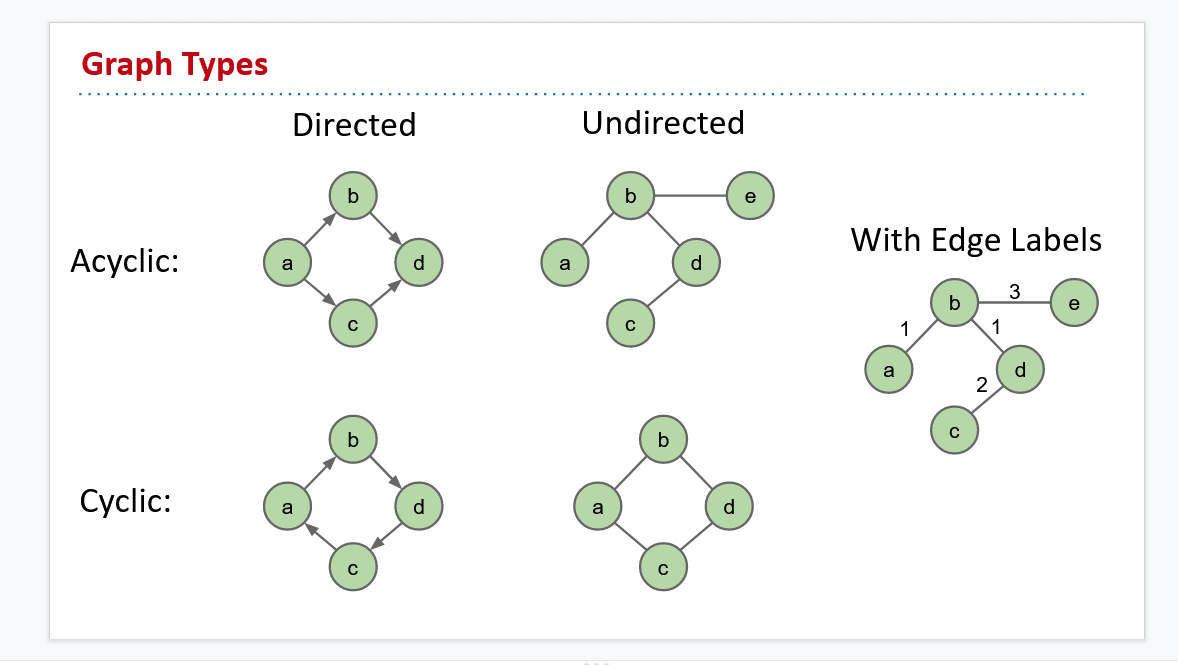 Graph Types
Directed
Undirected
Acyclic:
b
a
d
c
b
e
a
d
c
With Edge Labels
b
3
e
1
1
a
d
2
c
Cyclic:
b
a
d
c
b
a
d
c